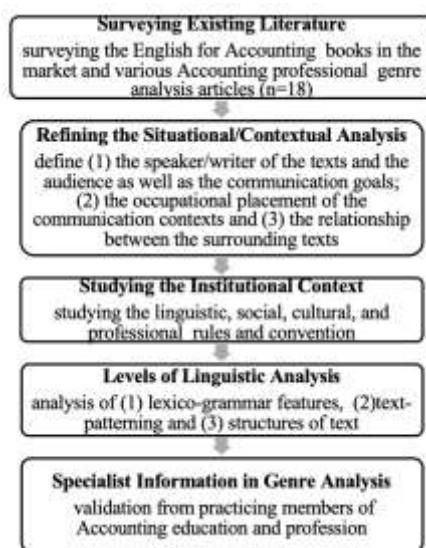 Surveying Existing Literature
surveying the English for Accounting books in the
market and various Accounting professional genre
analysis articles (n=18)
Refining the Situational/Contextual Analysis
define (1) the speaker/writer of the texts and the
audience as well as the communication goals;
(2) the occupational placement of the
communication contexts and (3) the relationship
between the surrounding texts
Studying the Institutional Context
studying the linguistic, social, cultural, and
professional rules and convention
Levels of Linguistic Analysis
analysis of (1) lexico-grammar features, (2)text-
patterning and (3) structures of text
Specialist Information in Genre Analysis
validation from practicing members of
Accounting education and profession